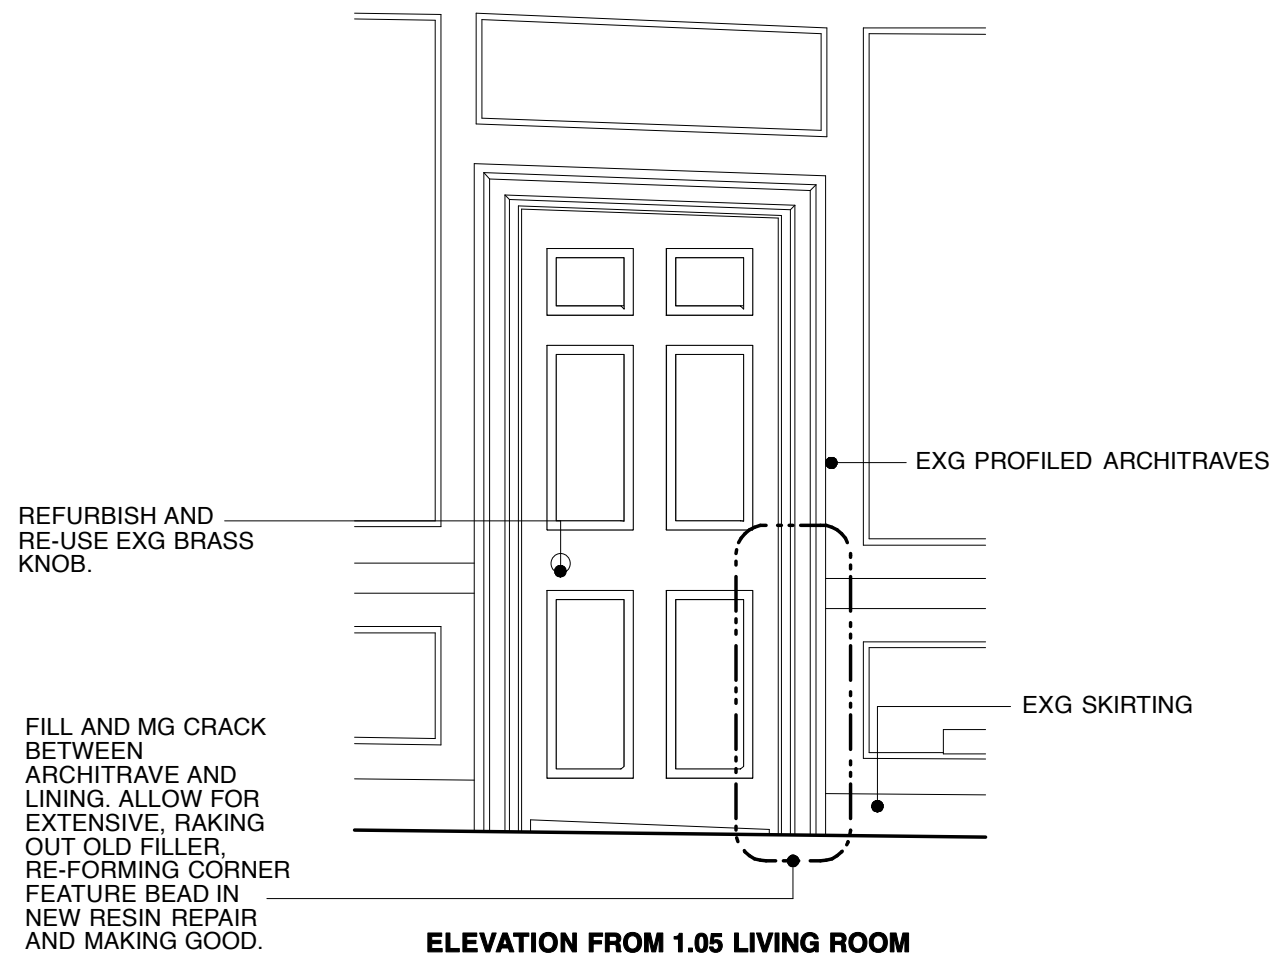 EXG PROFILED ARCHITRAVES
REFURBISH AND
RE-USE EXG BRASS
KNOB.
EXG SKIRTING
FILL AND MG CRACK
BETWEEN
ARCHITRAVE AND
LINING. ALLOW FOR
EXTENSIVE, RAKING
OUT OLD FILLER,
RE-FORMING CORNER
FEATURE BEAD IN
NEW RESIN REPAIR
AND MAKING GOOD.
ELEVATION FROM 1.05 LIVING ROOM